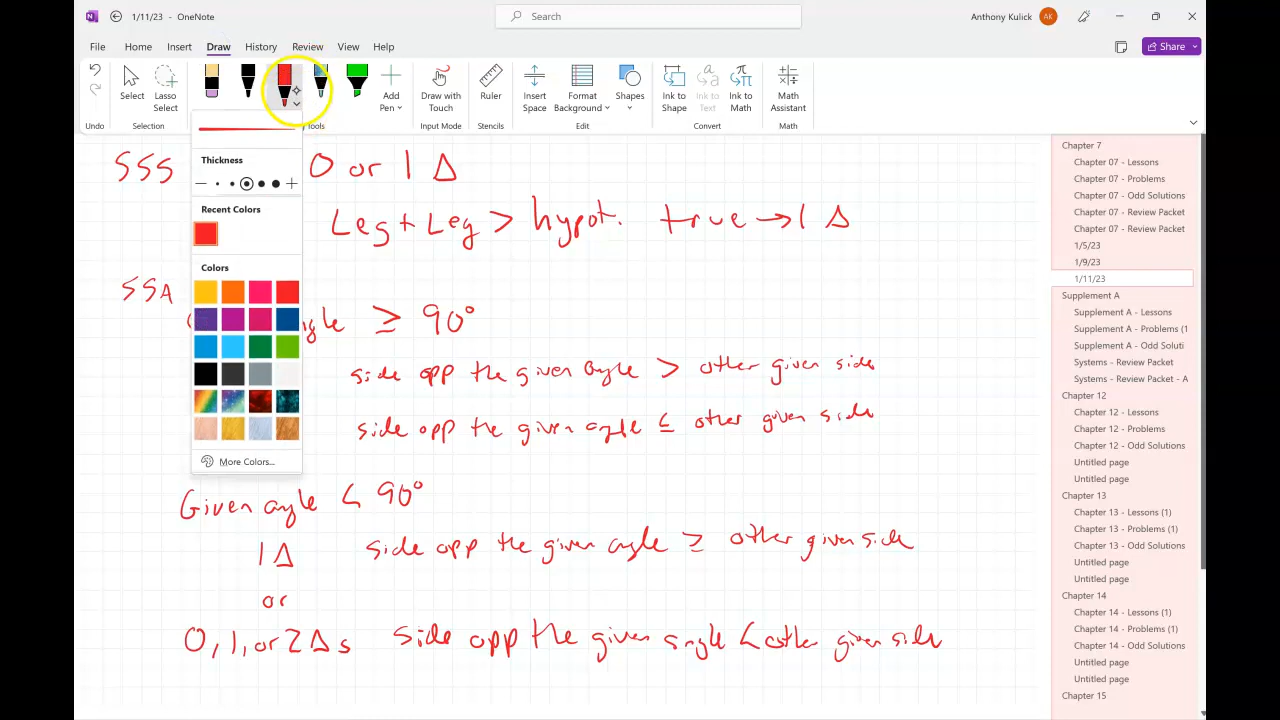 1/11/23 - OneNote
Search
Anthony Kulick
AK
File Home Insert Draw History Review View Help
Share
Select
Lasso Select
Add Pen
Draw with Touch
Ruler
Insert Space
Format Background
Shapes
Ink to Shape
Ink to Text
Ink to Math
Math Assistant
Undo Selection Tools Input Mode Stencils Edit Convert Math
Thickness
Recent Colors
Colors
More Colors...
SSS 0 or 1 Δ
Leg + Leg > hypot. true → 1 Δ
SSA
≥ 90°
side opp the given angle > other given side
side opp the given angle ≤ other given side
Given angle < 90°
1 Δ side opp the given angle ≥ other given side
or
0, 1, or 2 Δs side opp the given angle < other given side
Chapter 7
Chapter 07 - Lessons
Chapter 07 - Problems
Chapter 07 - Odd Solutions
Chapter 07 - Review Packet
Chapter 07 - Review Packet
1/5/23
1/9/23
1/11/23
Supplement A
Supplement A - Lessons
Supplement A - Problems (1
Supplement A - Odd Soluti
Systems - Review Packet
Systems - Review Packet - A
Chapter 12
Chapter 12 - Lessons
Chapter 12 - Problems
Chapter 12 - Odd Solutions
Untitled page
Untitled page
Chapter 13
Chapter 13 - Lessons (1)
Chapter 13 - Problems (1)
Chapter 13 - Odd Solutions
Untitled page
Untitled page
Chapter 14
Chapter 14 - Lessons (1)
Chapter 14 - Problems (1)
Chapter 14 - Odd Solutions
Untitled page
Untitled page
Chapter 15